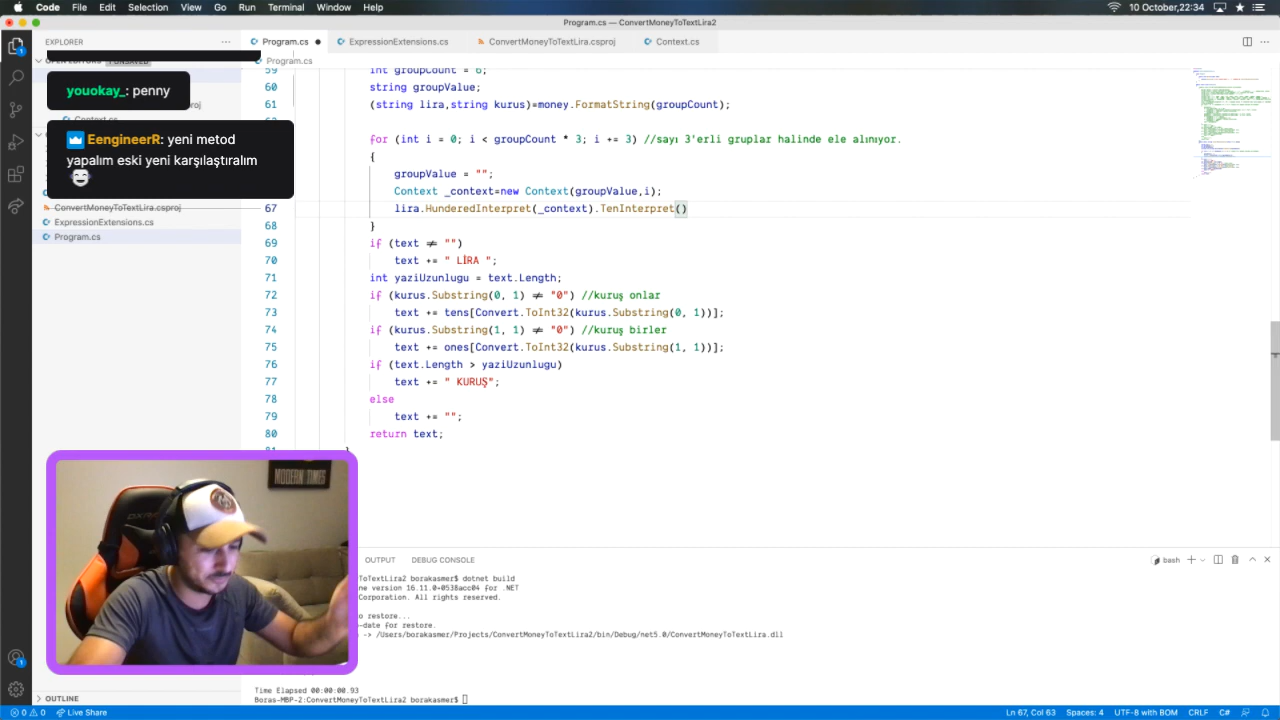 Code File Edit Selection View Go Run Terminal Window Help
10 October,22:34
Program.cs — ConvertMoneyToTextLira2
EXPLORER
Program.cs
ExpressionExtensions.cs
ConvertMoneyToTextLira.csproj
Context.cs
Program.cs
youokay_: penny
EengineerR: yeni metod
yapalım eski yeni karşılaştıralım
ConvertMoneyToTextLira.csproj
ExpressionExtensions.cs
Program.cs
59 int groupCount = 6;
60 string groupValue;
61 (string lira,string kurus)=money.FormatString(groupCount);
for (int i = 0; i < groupCount * 3; i += 3) //sayı 3'erli gruplar halinde ele alınıyor.
{
groupValue = "";
Context _context=new Context(groupValue,i);
67 lira.HunderedInterpret(_context).TenInterpret()
68 }
69 if (text ≠ "")
70 text += " LİRA ";
71 int yaziUzunlugu = text.Length;
72 if (kurus.Substring(0, 1) ≠ "0") //kuruş onlar
73 text += tens[Convert.ToInt32(kurus.Substring(0, 1))];
74 if (kurus.Substring(1, 1) ≠ "0") //kuruş birler
75 text += ones[Convert.ToInt32(kurus.Substring(1, 1))];
76 if (text.Length > yaziUzunlugu)
77 text += " KURUŞ";
78 else
79 text += "";
80 return text;
MODERN TIMES
OUTPUT DEBUG CONSOLE
bash
ToTextLira2 borakasmer$ dotnet build
ne version 16.11.0+0538acc04 for .NET
Corporation. All rights reserved.
o restore...
-date for restore.
-> /Users/borakasmer/Projects/ConvertMoneyToTextLira2/bin/Debug/net5.0/ConvertMoneyToTextLira.dll
Time Elapsed 00:00:00.93
Boras-MBP-2:ConvertMoneyToTextLira2 borakasmer$
OUTLINE
0 0 Live Share
Ln 67, Col 63 Spaces: 4 UTF-8 with BOM CRLF C#